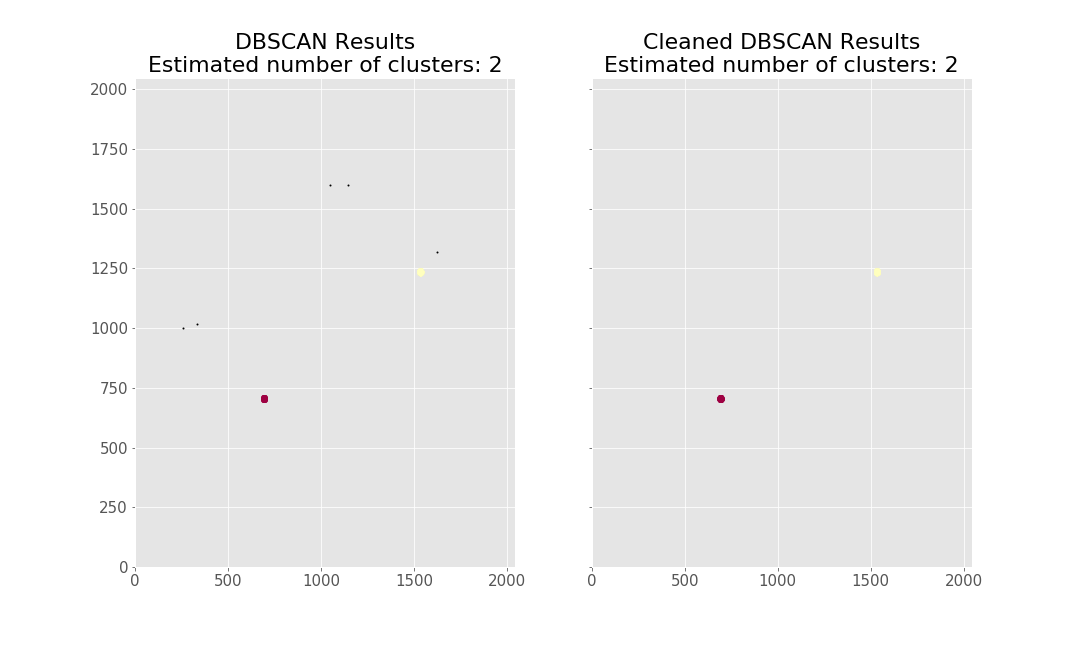 DBSCAN Results
Estimated number of clusters: 2
Cleaned DBSCAN Results
Estimated number of clusters: 2
2000
1750
1500
1250
1000
750
500
250
0
0 500 1000 1500 2000
0 500 1000 1500 2000